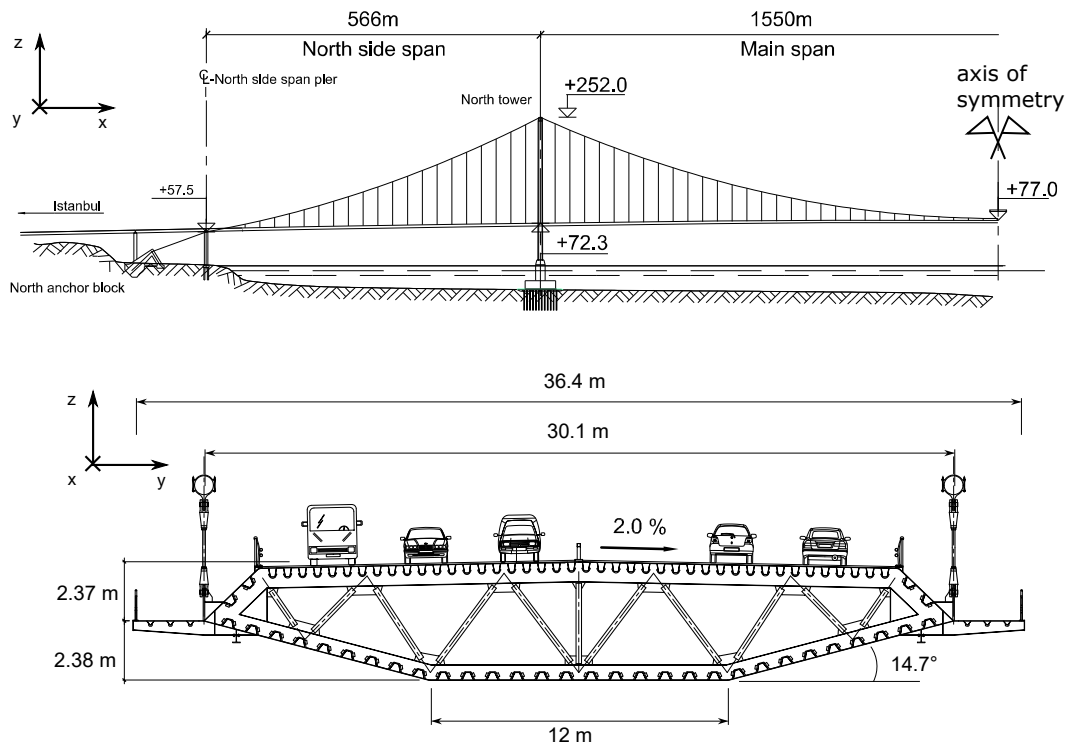 566m
1550m
North side span
Main span
z
℄-North side span pier
+252.0
axis of
symmetry
North tower
y
x
+57.5
+77.0
Istanbul
+72.3
North anchor block
36.4 m
z
30.1 m
x
y
2.0 %
2.37 m
2.38 m
14.7°
12 m